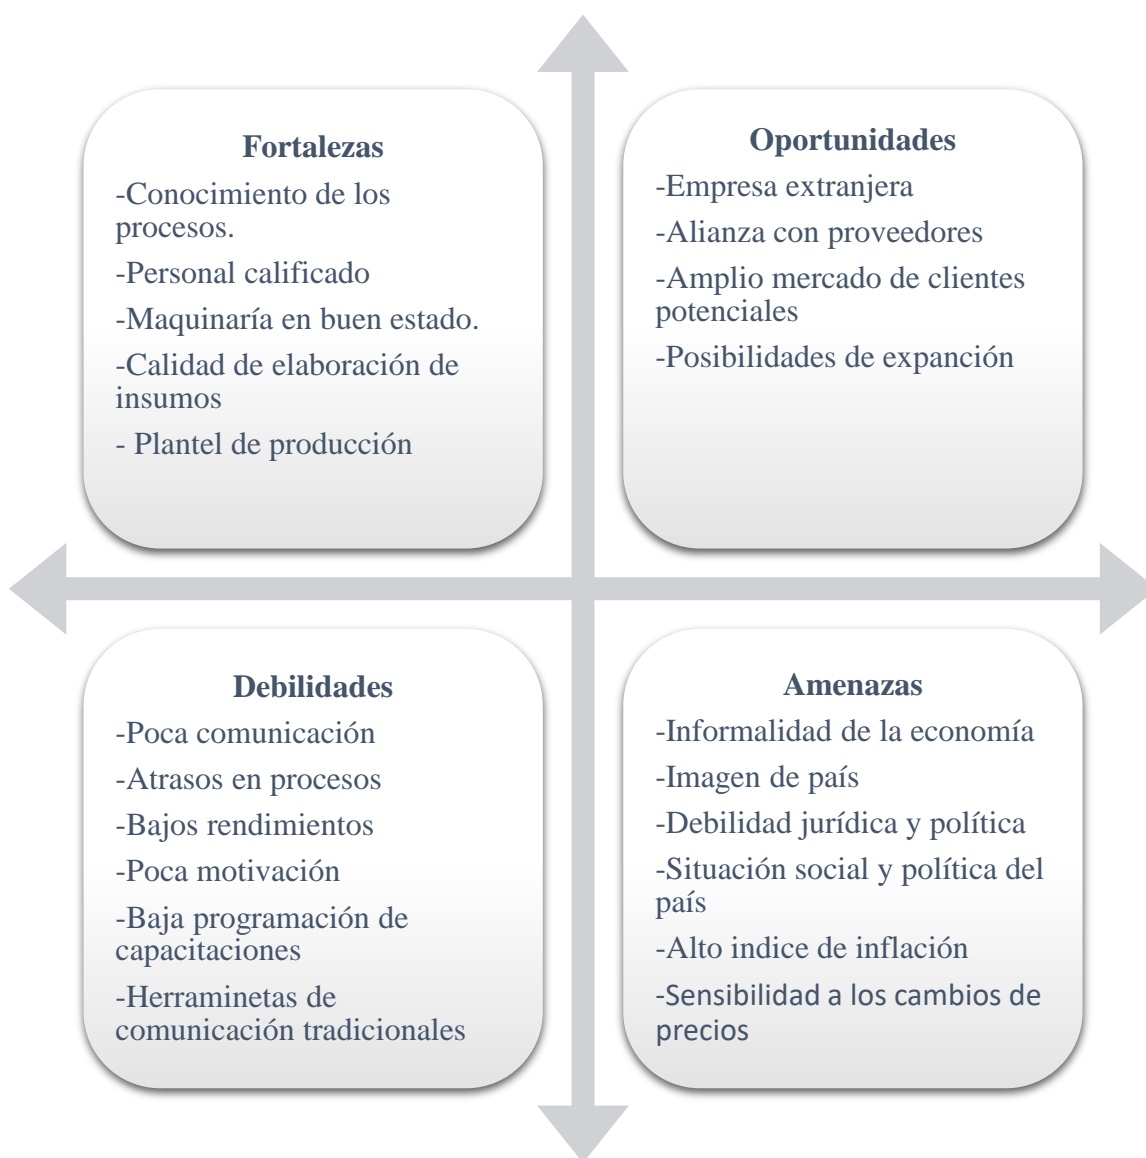 Fortalezas
-Conocimiento de los
procesos.
-Personal calificado
-Maquinaría en buen estado.
-Calidad de elaboración de
insumos
- Plantel de producción
Oportunidades
-Empresa extranjera
-Alianza con proveedores
-Amplio mercado de clientes
potenciales
-Posibilidades de expanción
Debilidades
-Poca comunicación
-Atrasos en procesos
-Bajos rendimientos
-Poca motivación
-Baja programación de
capacitaciones
-Herraminetas de
comunicación tradicionales
Amenazas
-Informalidad de la economía
-Imagen de país
-Debilidad jurídica y política
-Situación social y política del
país
-Alto indice de inflación
-Sensibilidad a los cambios de
precios